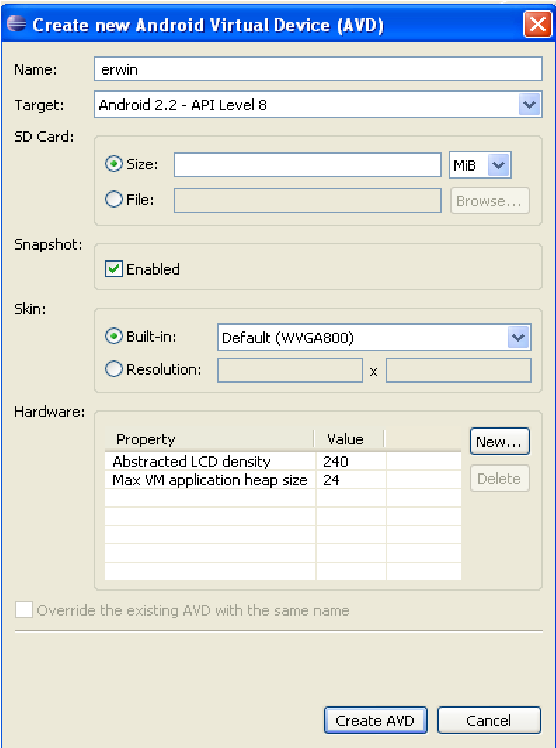 Create new Android Virtual Device (AVD)
Name: erwin
Target: Android 2.2 - API Level 8
SD Card:
Size: MiB
File: Browse...
Snapshot:
Enabled
Skin:
Built-in: Default (WVGA800)
Resolution: x
Hardware:
Property Value New...
Abstracted LCD density 240
Max VM application heap size 24 Delete
Override the existing AVD with the same name
Create AVD Cancel